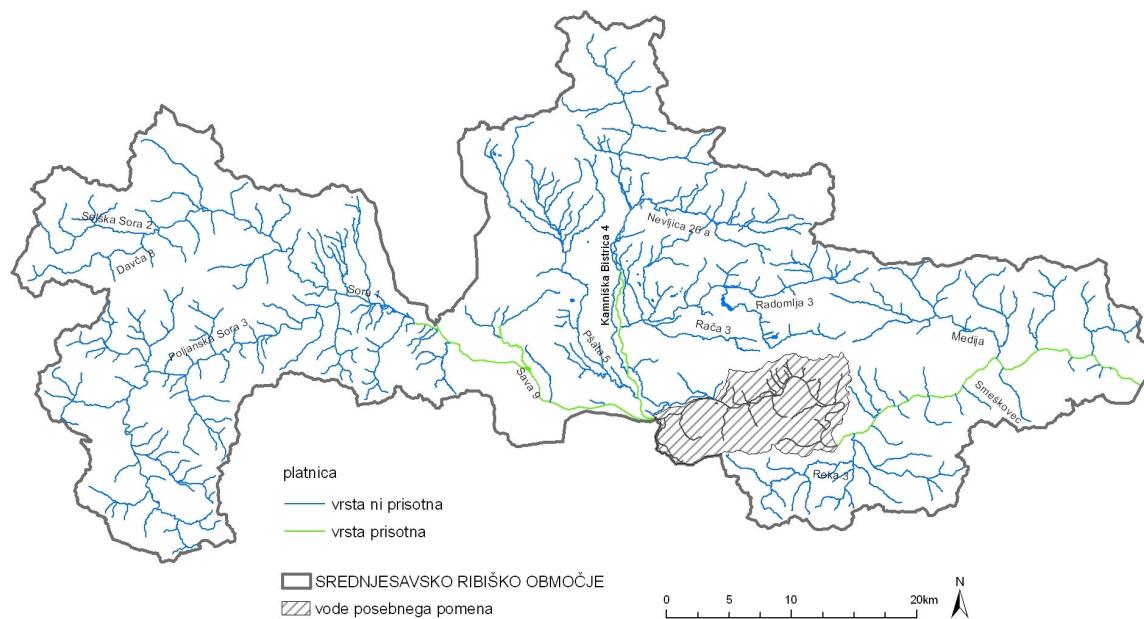 Selška Sora 2
Davča 8
Sora 1
Poljanska Sora 3
Kamniška Bistrica 4
Nevljica 26 a
Radomlja 3
Rača 3
Pšata 5
Medija
Sava 9
Smeškovec
Reka 3
platnica
vrsta ni prisotna
vrsta prisotna
SREDNJESAVSKO RIBIŠKO OBMOČJE
vode posebnega pomena
0 5 10 20km
N